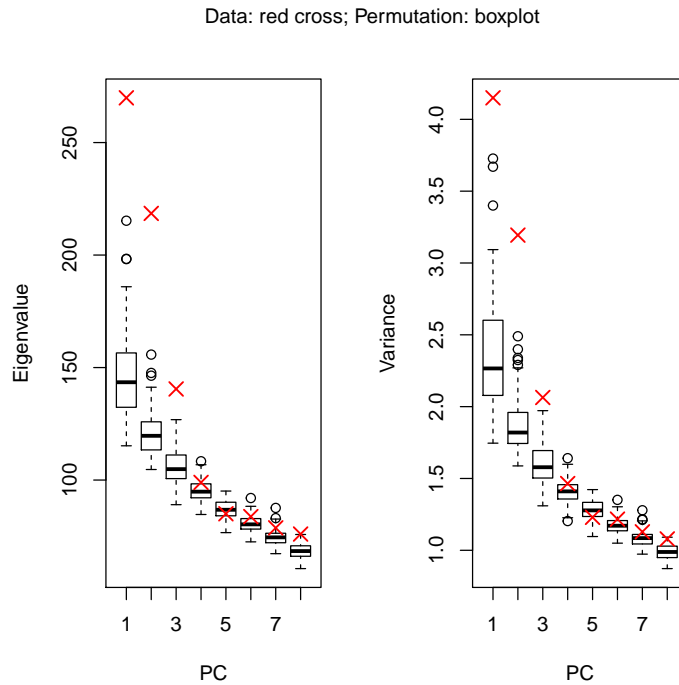 Data: red cross; Permutation: boxplot
Eigenvalue
250
200
150
100
1 3 5 7
PC
Variance
4.0
3.5
3.0
2.5
2.0
1.5
1.0
1 3 5 7
PC